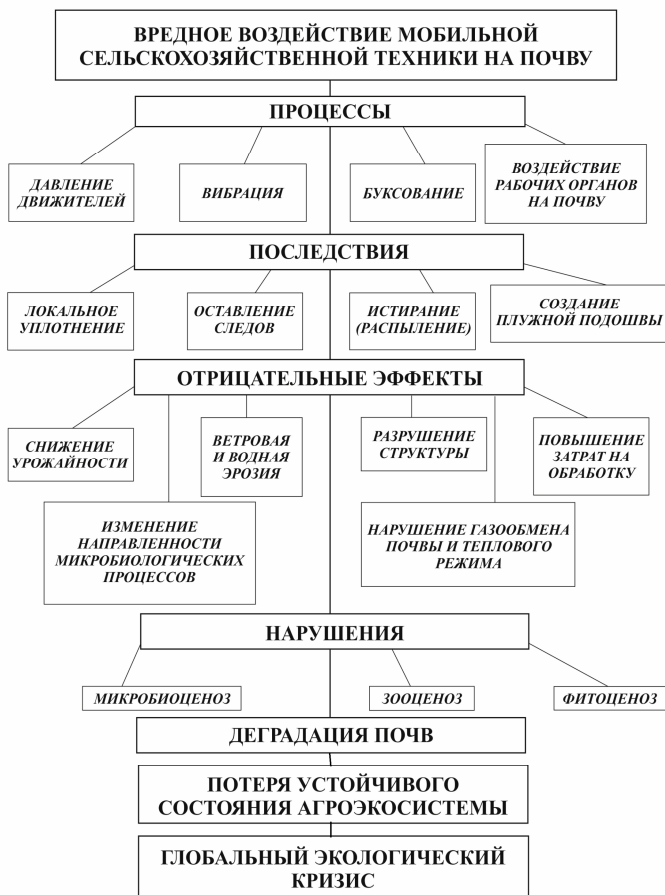 ВРЕДНОЕ ВОЗДЕЙСТВИЕ МОБИЛЬНОЙ
СЕЛЬСКОХОЗЯЙСТВЕННОЙ ТЕХНИКИ НА ПОЧВУ
ПРОЦЕССЫ
ДАВЛЕНИЕ
ДВИЖИТЕЛЕЙ
ВИБРАЦИЯ
БУКСОВАНИЕ
ВОЗДЕЙСТВИЕ
РАБОЧИХ ОРГАНОВ
НА ПОЧВУ
ПОСЛЕДСТВИЯ
ЛОКАЛЬНОЕ
УПЛОТНЕНИЕ
ОСТАВЛЕНИЕ
СЛЕДОВ
ИСТИРАНИЕ
(РАСПЫЛЕНИЕ)
СОЗДАНИЕ
ПЛУЖНОЙ ПОДОШВЫ
ОТРИЦАТЕЛЬНЫЕ ЭФФЕКТЫ
СНИЖЕНИЕ
УРОЖАЙНОСТИ
ВЕТРОВАЯ
И ВОДНАЯ
ЭРОЗИЯ
РАЗРУШЕНИЕ
СТРУКТУРЫ
ПОВЫШЕНИЕ
ЗАТРАТ НА
ОБРАБОТКУ
ИЗМЕНЕНИЕ
НАПРАВЛЕННОСТИ
МИКРОБИОЛОГИЧЕСКИХ
ПРОЦЕССОВ
НАРУШЕНИЕ ГАЗООБМЕНА
ПОЧВЫ И ТЕПЛОВОГО
РЕЖИМА
НАРУШЕНИЯ
МИКРОБИОЦЕНОЗ
ЗООЦЕНОЗ
ФИТОЦЕНОЗ
ДЕГРАДАЦИЯ ПОЧВ
ПОТЕРЯ УСТОЙЧИВОГО
СОСТОЯНИЯ АГРОЭКОСИСТЕМЫ
ГЛОБАЛЬНЫЙ ЭКОЛОГИЧЕСКИЙ
КРИЗИС